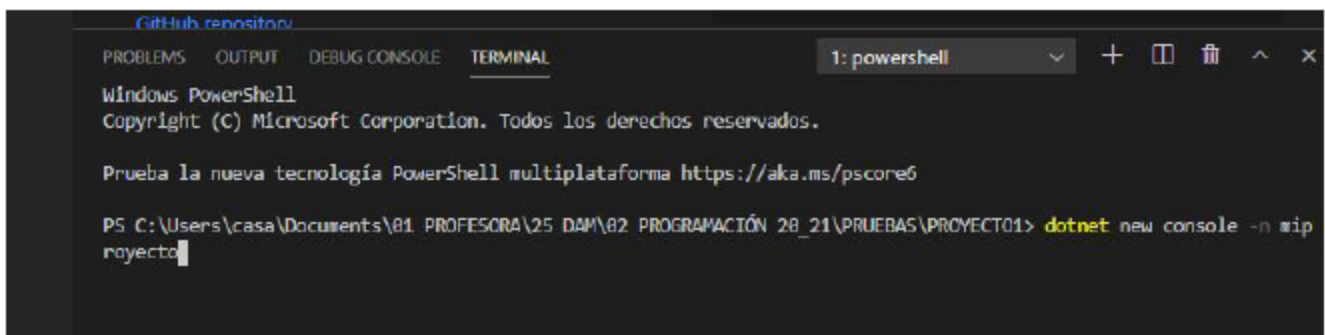 GitHub repository
PROBLEMS OUTPUT DEBUG CONSOLE TERMINAL 1: powershell
Windows PowerShell
Copyright (C) Microsoft Corporation. Todos los derechos reservados.
Prueba la nueva tecnología PowerShell multiplataforma https://aka.ms/pscore6
PS C:\Users\casa\Documents\01 PROFESORA\25 DAM\02 PROGRAMACIÓN 20_21\PRUEBAS\PROYECTO1> dotnet new console -n mip
royecto